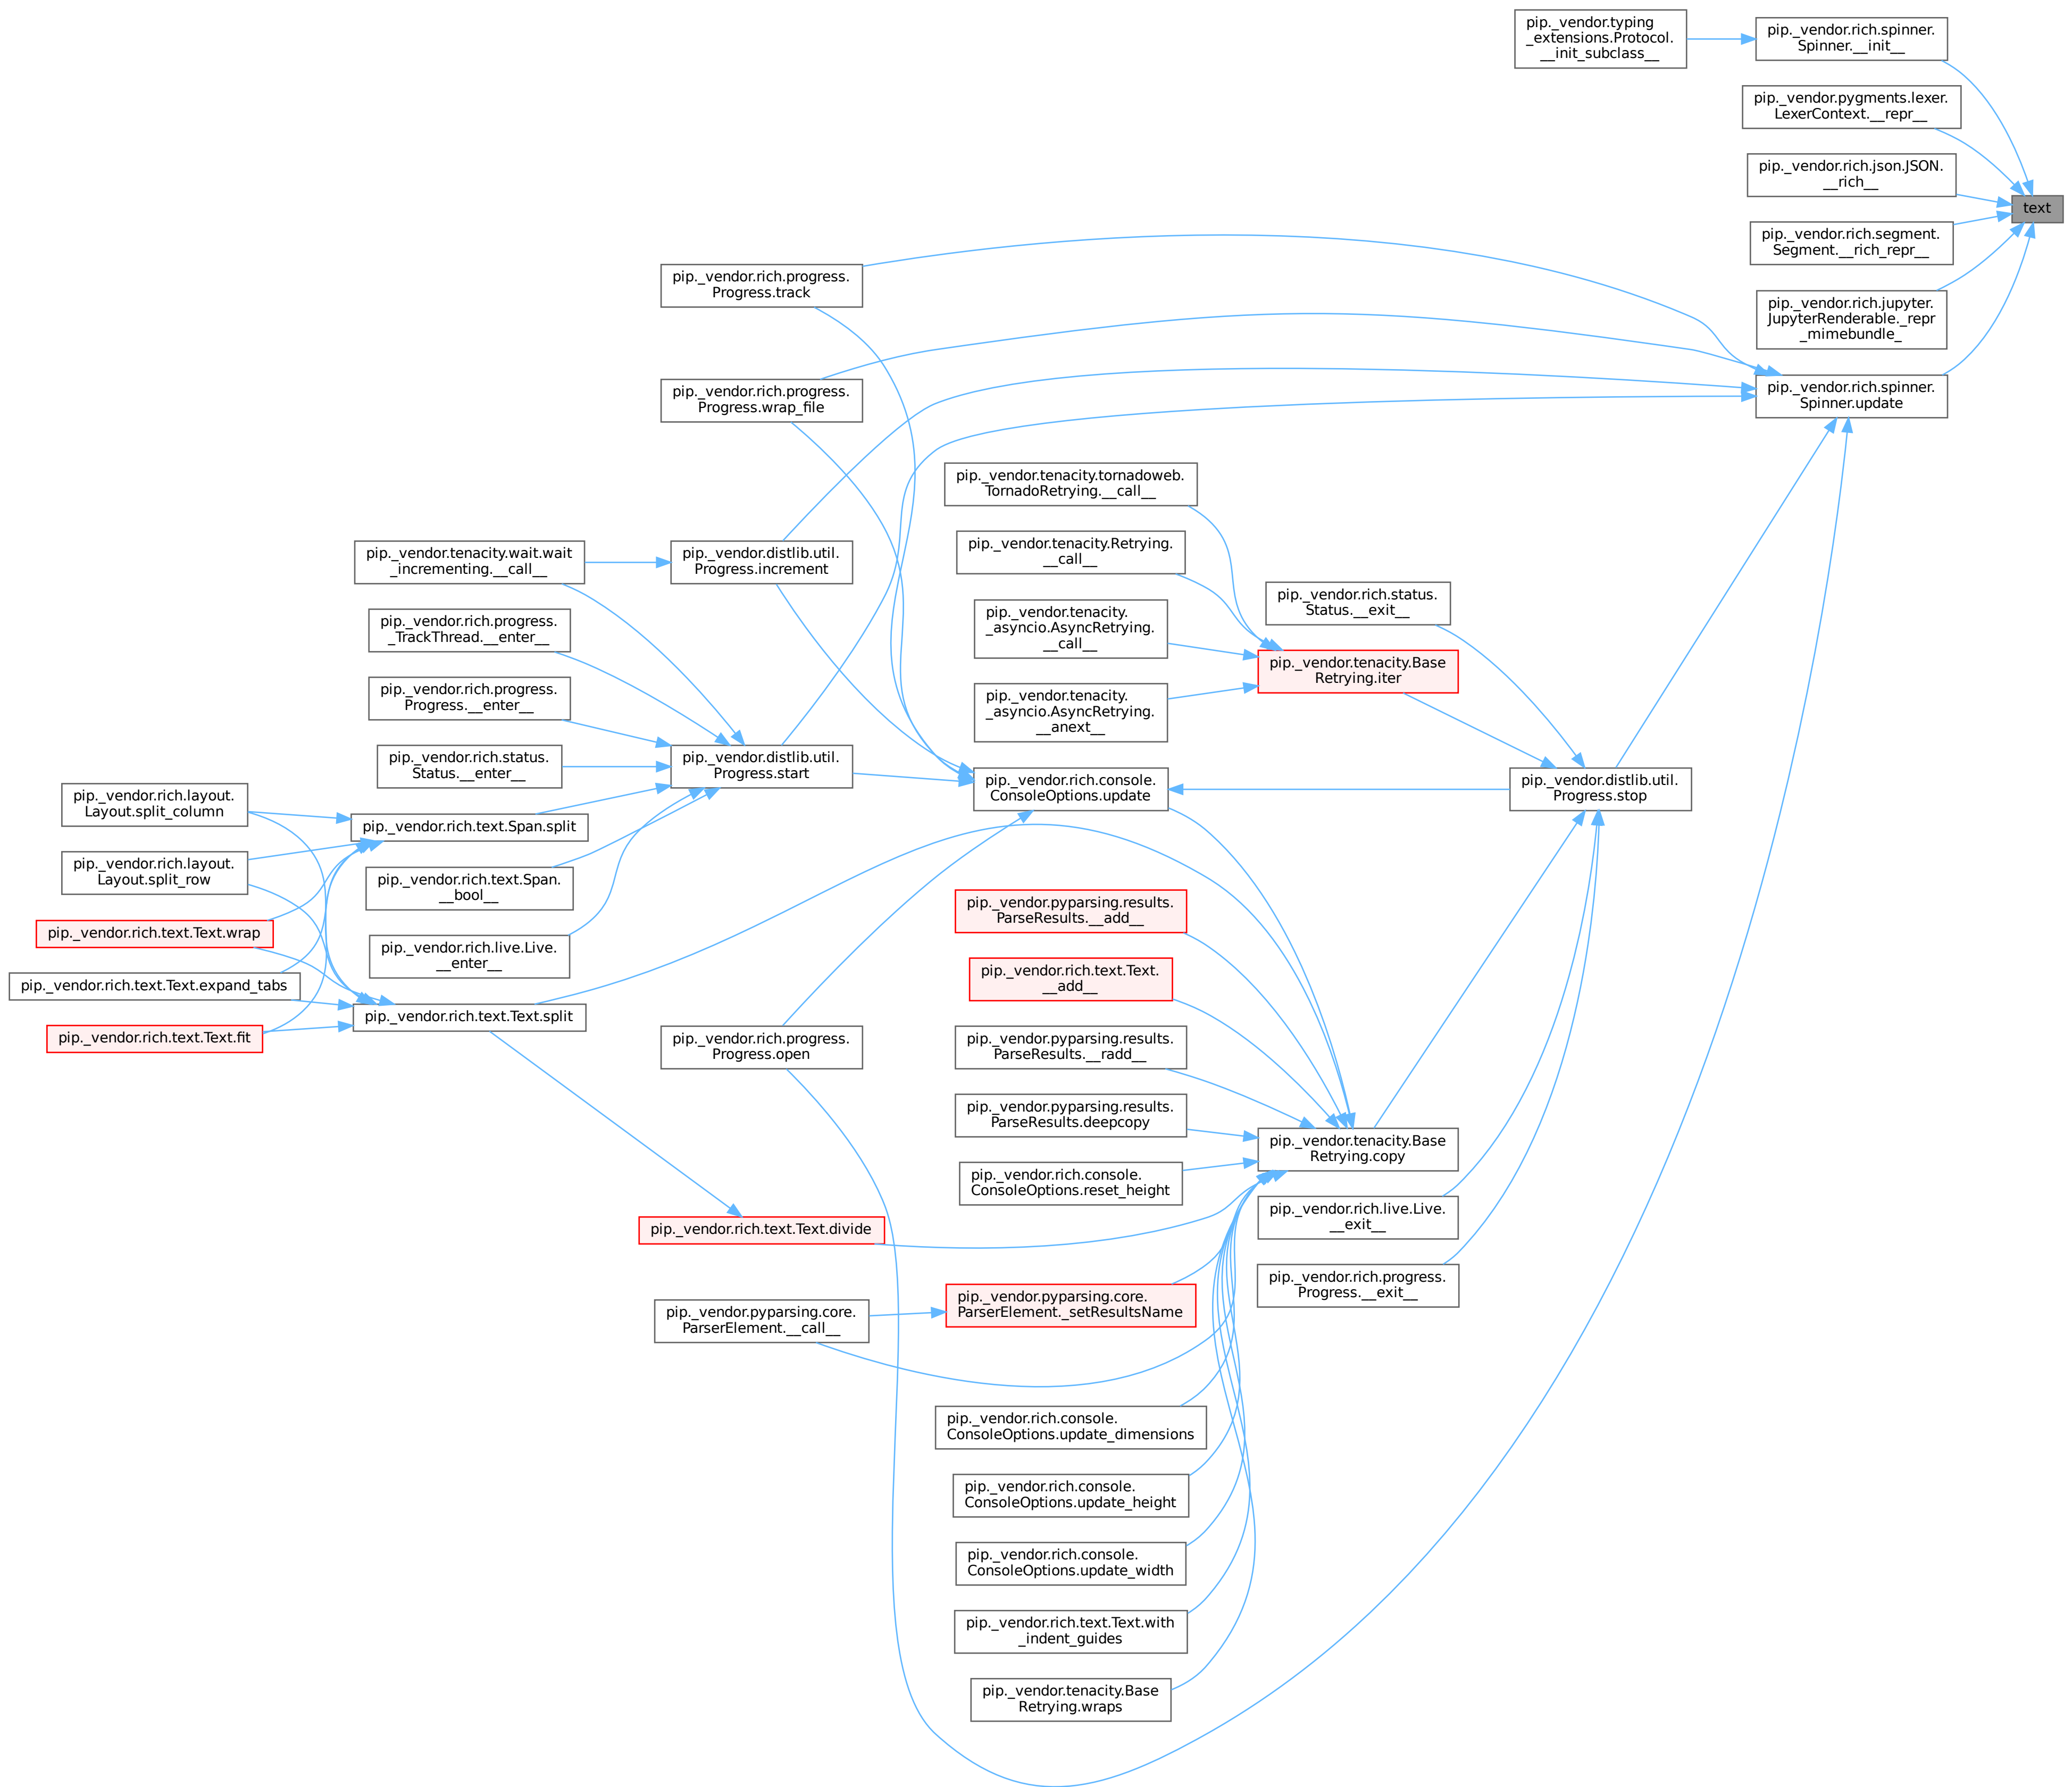 pip._vendor.typing
_extensions.Protocol.
__init_subclass__
pip._vendor.rich.spinner.
Spinner.__init__
pip._vendor.pygments.lexer.
LexerContext.__repr__
pip._vendor.rich.json.JSON.
__rich__
text
pip._vendor.rich.segment.
Segment.__rich_repr__
pip._vendor.rich.jupyter.
JupyterRenderable._repr
_mimebundle_
pip._vendor.rich.spinner.
Spinner.update
pip._vendor.rich.progress.
Progress.track
pip._vendor.rich.progress.
Progress.wrap_file
pip._vendor.tenacity.tornadoweb.
TornadoRetrying.__call__
pip._vendor.tenacity.Retrying.
__call__
pip._vendor.tenacity.
_asyncio.AsyncRetrying.
__call__
pip._vendor.tenacity.
_asyncio.AsyncRetrying.
__anext__
pip._vendor.rich.status.
Status.__exit__
pip._vendor.tenacity.Base
Retrying.iter
pip._vendor.tenacity.wait.wait
_incrementing.__call__
pip._vendor.distlib.util.
Progress.increment
pip._vendor.rich.progress.
_TrackThread.__enter__
pip._vendor.rich.progress.
Progress.__enter__
pip._vendor.rich.status.
Status.__enter__
pip._vendor.distlib.util.
Progress.start
pip._vendor.rich.console.
ConsoleOptions.update
pip._vendor.distlib.util.
Progress.stop
pip._vendor.rich.layout.
Layout.split_column
pip._vendor.rich.text.Span.split
pip._vendor.rich.layout.
Layout.split_row
pip._vendor.rich.text.Span.
__bool__
pip._vendor.rich.text.Text.wrap
pip._vendor.rich.live.Live.
__enter__
pip._vendor.rich.text.Text.expand_tabs
pip._vendor.rich.text.Text.split
pip._vendor.rich.text.Text.fit
pip._vendor.pyparsing.results.
ParseResults.__add__
pip._vendor.rich.text.Text.
__add__
pip._vendor.rich.progress.
Progress.open
pip._vendor.pyparsing.results.
ParseResults.__radd__
pip._vendor.pyparsing.results.
ParseResults.deepcopy
pip._vendor.tenacity.Base
Retrying.copy
pip._vendor.rich.console.
ConsoleOptions.reset_height
pip._vendor.rich.live.Live.
__exit__
pip._vendor.rich.text.Text.divide
pip._vendor.rich.progress.
Progress.__exit__
pip._vendor.pyparsing.core.
ParserElement._setResultsName
pip._vendor.pyparsing.core.
ParserElement.__call__
pip._vendor.rich.console.
ConsoleOptions.update_dimensions
pip._vendor.rich.console.
ConsoleOptions.update_height
pip._vendor.rich.console.
ConsoleOptions.update_width
pip._vendor.rich.text.Text.with
_indent_guides
pip._vendor.tenacity.Base
Retrying.wraps